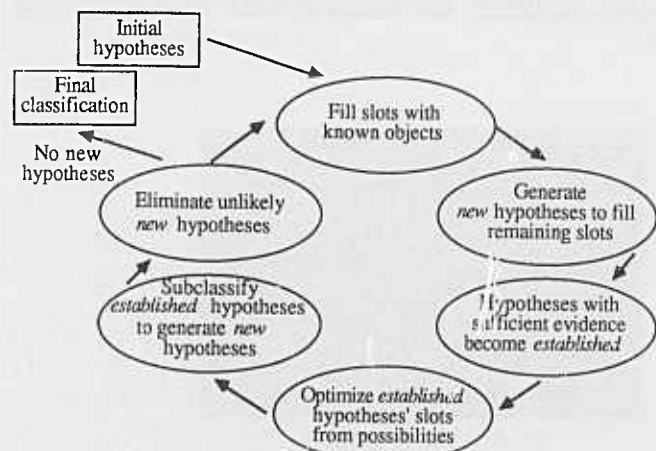 Initial
hypotheses
Final
classification
No new
hypotheses
Fill slots with
known objects
Generate
new hypotheses to fill
remaining slots
Hypotheses with
sufficient evidence
become established
Optimize established
hypotheses' slots
from possibilities
Subclassify
established hypotheses
to generate new
hypotheses
Eliminate unlikely
new hypotheses